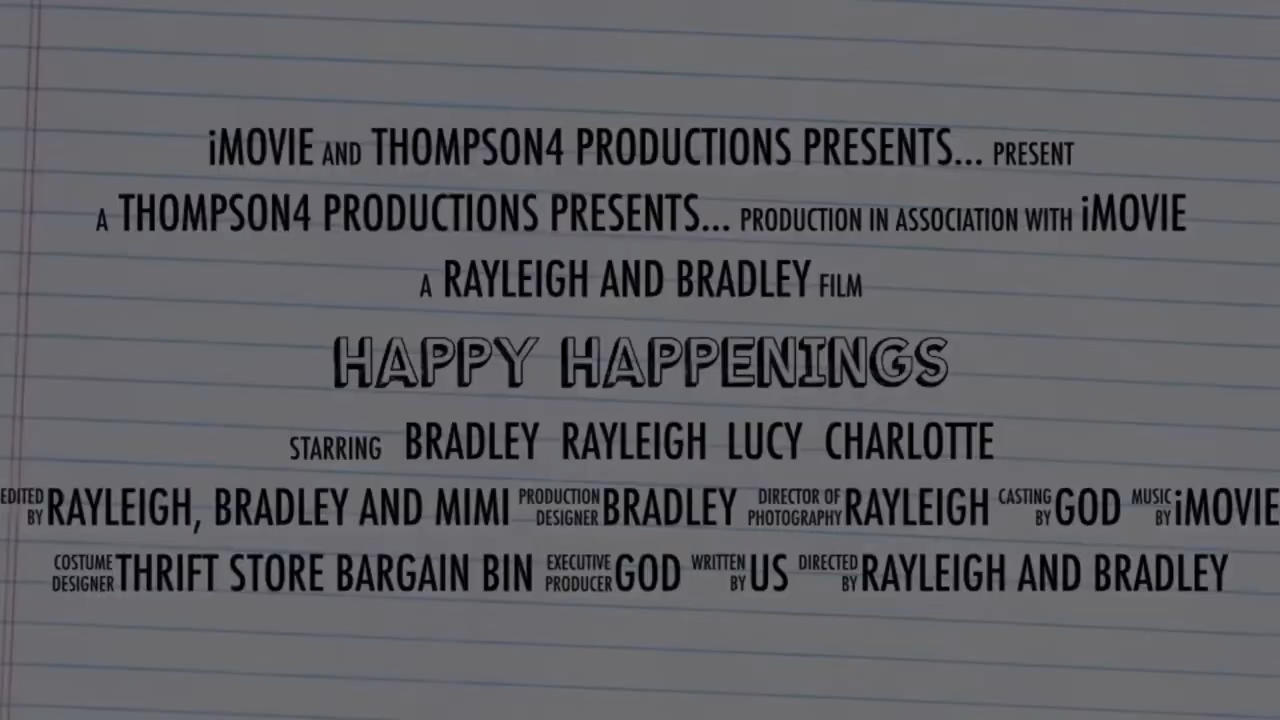 iMOVIE AND THOMPSON4 PRODUCTIONS PRESENTS... PRESENT
A THOMPSON4 PRODUCTIONS PRESENTS... PRODUCTION IN ASSOCIATION WITH iMOVIE
A RAYLEIGH AND BRADLEY FILM
HAPPY HAPPENINGS
STARRING BRADLEY RAYLEIGH LUCY CHARLOTTE
EDITED BY RAYLEIGH, BRADLEY AND MIMI PRODUCTION DESIGNER BRADLEY DIRECTOR OF PHOTOGRAPHY RAYLEIGH CASTING BY GOD MUSIC BY iMOVIE
COSTUME DESIGNER THRIFT STORE BARGAIN BIN EXECUTIVE PRODUCER GOD WRITTEN BY US DIRECTED BY RAYLEIGH AND BRADLEY